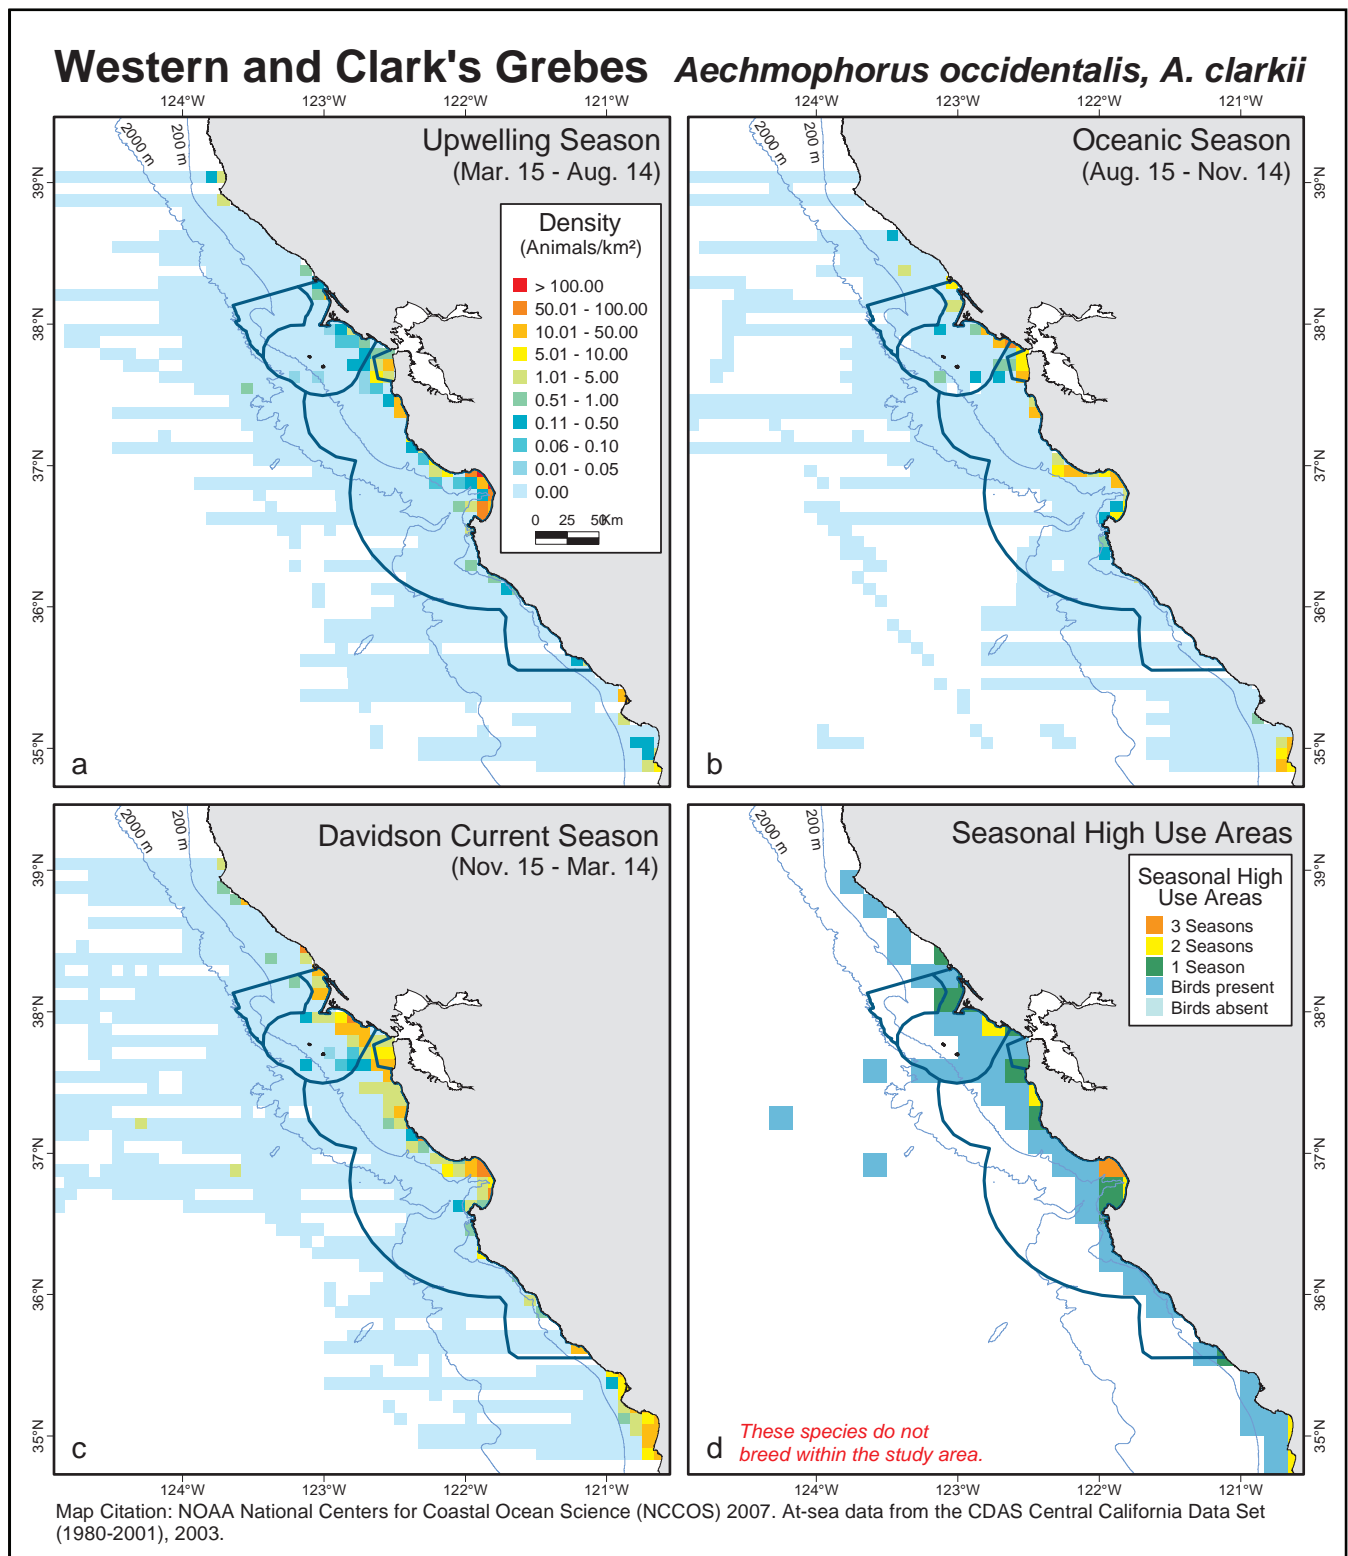 Western and Clark's Grebes Aechmophorus occidentalis, A. clarkii
124°W 123°W 122°W 121°W 124°W 123°W 122°W 121°W
2000 m
200 m
Upwelling Season
(Mar. 15 - Aug. 14)
39°N
38°N
37°N
36°N
35°N
Density
(Animals/km²)
> 100.00
50.01 - 100.00
10.01 - 50.00
5.01 - 10.00
1.01 - 5.00
0.51 - 1.00
0.11 - 0.50
0.06 - 0.10
0.01 - 0.05
0.00
0 25 50 Km
a
2000 m
200 m
Oceanic Season
(Aug. 15 - Nov. 14)
39°N
38°N
37°N
36°N
35°N
b
2000 m
200 m
Davidson Current Season
(Nov. 15 - Mar. 14)
39°N
38°N
37°N
36°N
35°N
c
2000 m
200 m
Seasonal High Use Areas
Seasonal High
Use Areas
3 Seasons
2 Seasons
1 Season
Birds present
Birds absent
39°N
38°N
37°N
36°N
35°N
These species do not
breed within the study area.
d
124°W 123°W 122°W 121°W 124°W 123°W 122°W 121°W
Map Citation: NOAA National Centers for Coastal Ocean Science (NCCOS) 2007. At-sea data from the CDAS Central California Data Set
(1980-2001), 2003.